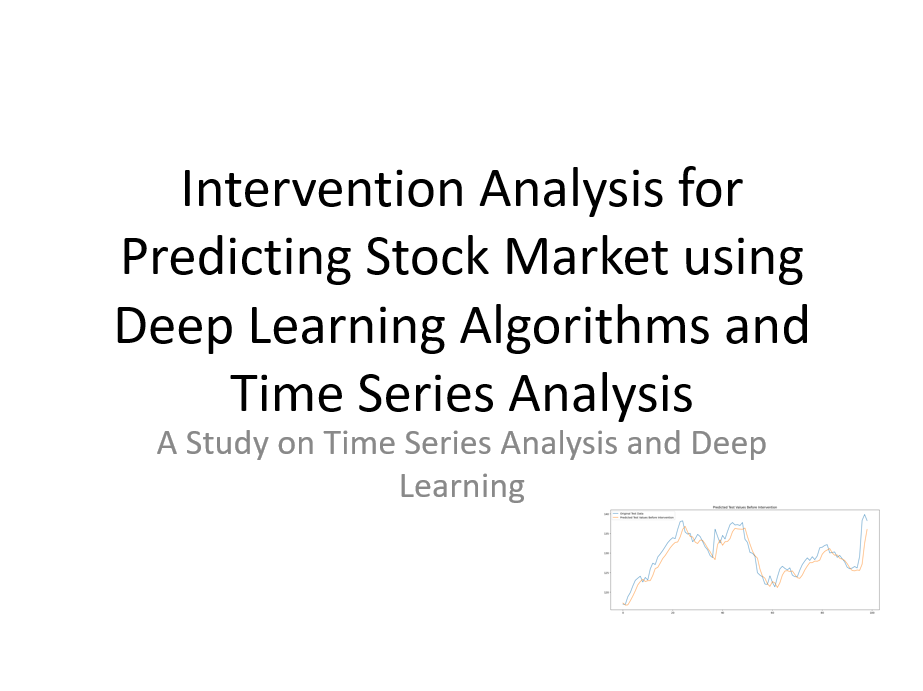 Intervention Analysis for
Predicting Stock Market using
Deep Learning Algorithms and
Time Series Analysis
A Study on Time Series Analysis and Deep
Learning
Predicted Test Values Before Intervention
Original Test Data
Predicted Test Values Before Intervention